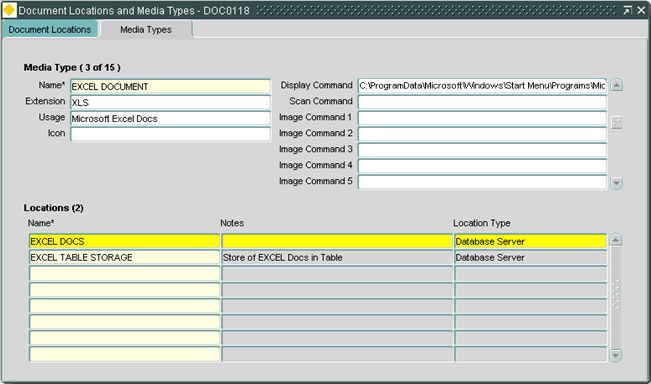 Document Locations and Media Types - DOC0118
Document Locations Media Types
Media Type ( 3 of 15 )
Name* EXCEL DOCUMENT Display Command C:\ProgramData\Microsoft\Windows\Start Menu\Programs\Mic
Extension XLS Scan Command
Usage Microsoft Excel Docs Image Command 1
Icon Image Command 2
Image Command 3
Image Command 4
Image Command 5
Locations (2)
Name* Notes Location Type
EXCEL DOCS Database Server
EXCEL TABLE STORAGE Store of EXCEL Docs in Table Database Server